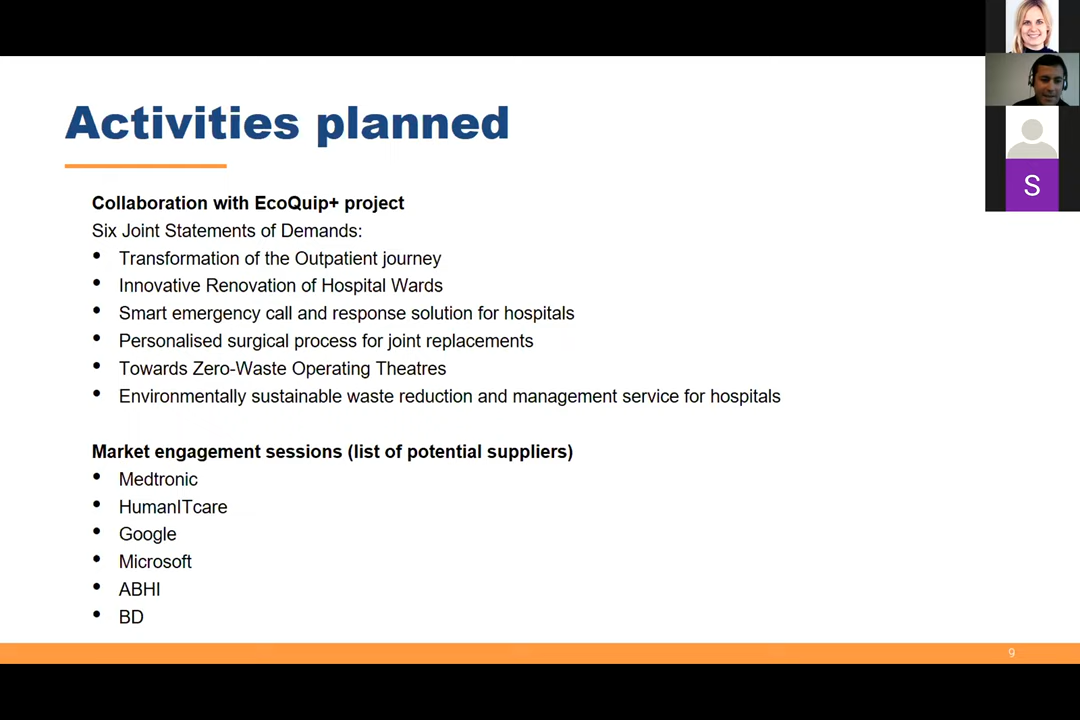 Activities planned
Collaboration with EcoQuip+ project
Six Joint Statements of Demands:
• Transformation of the Outpatient journey
• Innovative Renovation of Hospital Wards
• Smart emergency call and response solution for hospitals
• Personalised surgical process for joint replacements
• Towards Zero-Waste Operating Theatres
• Environmentally sustainable waste reduction and management service for hospitals
Market engagement sessions (list of potential suppliers)
• Medtronic
• HumanITcare
• Google
• Microsoft
• ABHI
• BD
9
S